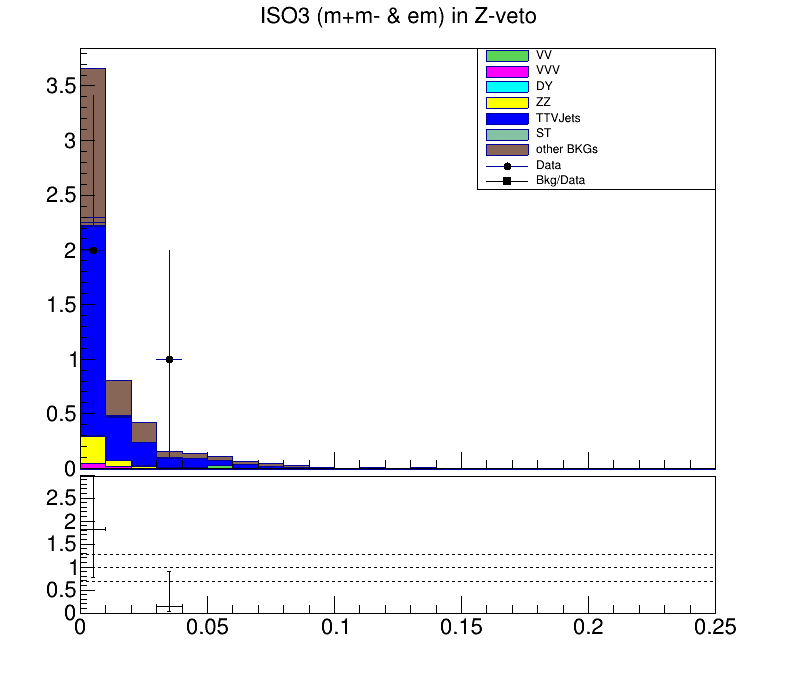 ISO3 (m+m- & em) in Z-veto
VV
VVV
DY
ZZ
TTVJets
ST
other BKGs
Data
Bkg/Data
3.5
3
2.5
2
1.5
1
0.5
0
2.5
2
1.5
1
0.5
0
0 0.05 0.1 0.15 0.2 0.25